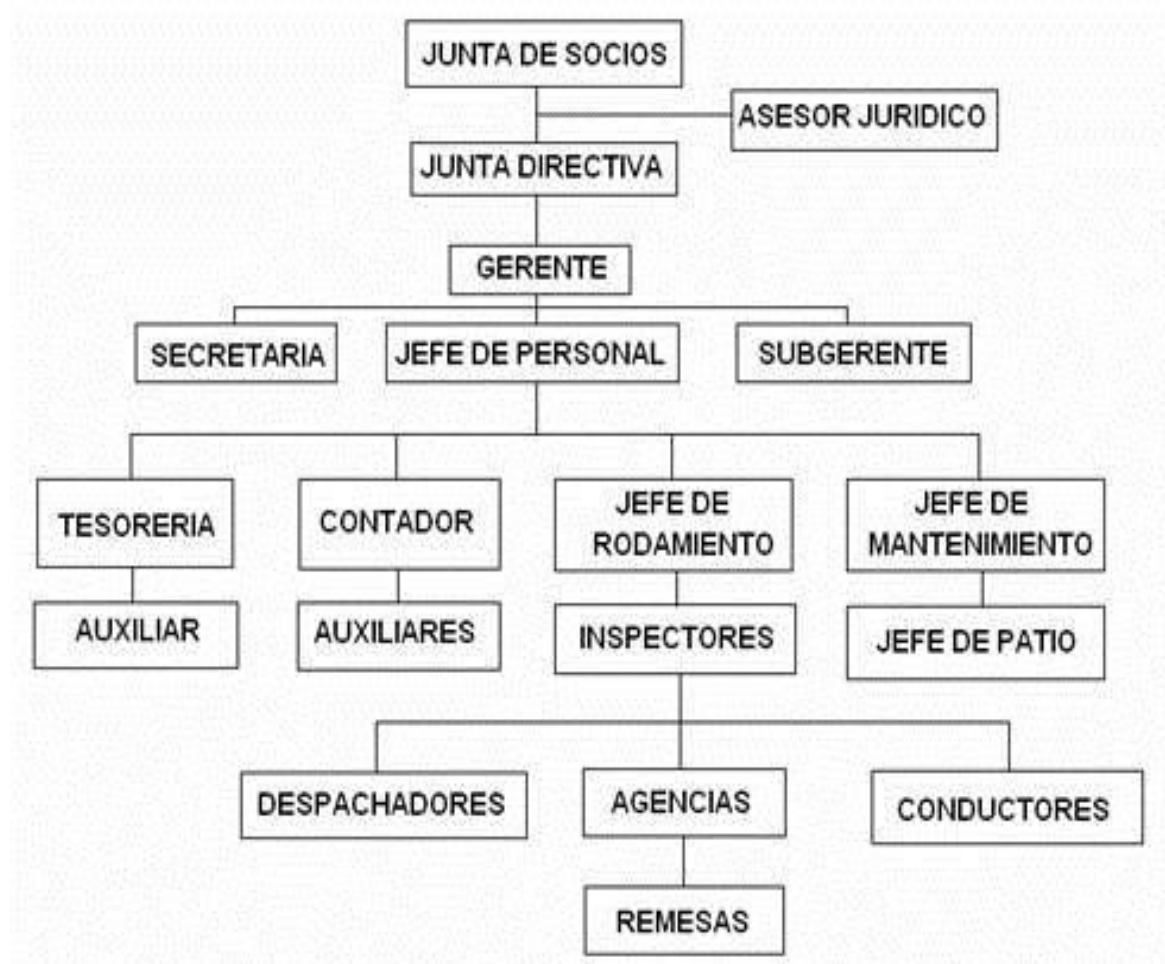 JUNTA DE SOCIOS
ASESOR JURIDICO
JUNTA DIRECTIVA
GERENTE
SECRETARIA
JEFE DE PERSONAL
SUBGERENTE
TESORERIA
CONTADOR
JEFE DE
RODAMIENTO
JEFE DE
MANTENIMIENTO
AUXILIAR
AUXILIARES
INSPECTORES
JEFE DE PATIO
DESPACHADORES
AGENCIAS
CONDUCTORES
REMESAS